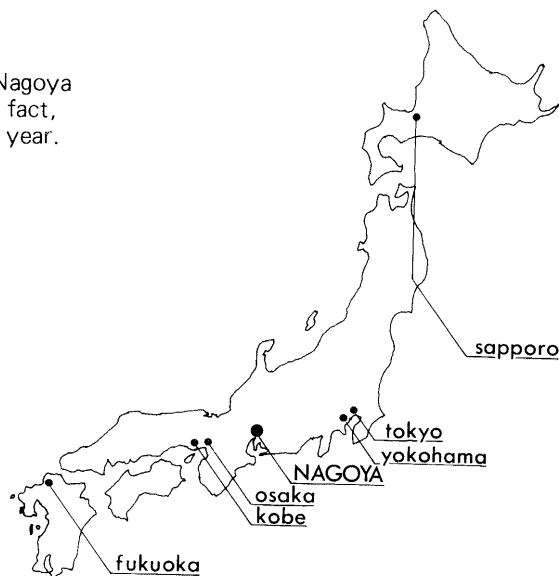 Nagoya
fact,
year.
sapporo
tokyo
yokohama
NAGOYA
osaka
kobe
fukuoka